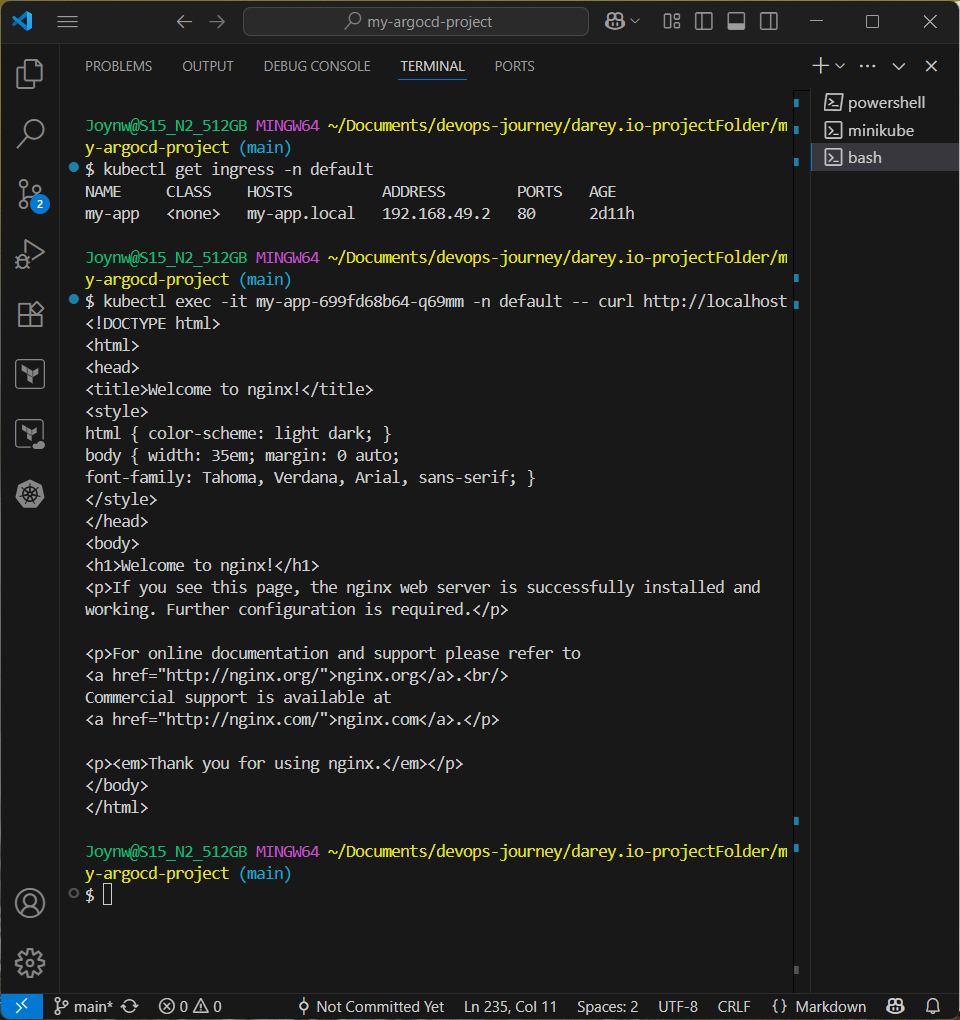 my-argocd-project
PROBLEMS OUTPUT DEBUG CONSOLE TERMINAL PORTS
powershell
minikube
bash
Joynw@S15_N2_512GB MINGW64 ~/Documents/devops-journey/darey.io-projectFolder/m
y-argocd-project (main)
$ kubectl get ingress -n default
NAME CLASS HOSTS ADDRESS PORTS AGE
my-app <none> my-app.local 192.168.49.2 80 2d11h
Joynw@S15_N2_512GB MINGW64 ~/Documents/devops-journey/darey.io-projectFolder/m
y-argocd-project (main)
$ kubectl exec -it my-app-699fd68b64-q69mm -n default -- curl http://localhost
<!DOCTYPE html>
<html>
<head>
<title>Welcome to nginx!</title>
<style>
html { color-scheme: light dark; }
body { width: 35em; margin: 0 auto;
font-family: Tahoma, Verdana, Arial, sans-serif; }
</style>
</head>
<body>
<h1>Welcome to nginx!</h1>
<p>If you see this page, the nginx web server is successfully installed and
working. Further configuration is required.</p>
<p>For online documentation and support please refer to
<a href="http://nginx.org/">nginx.org</a>.<br/>
Commercial support is available at
<a href="http://nginx.com/">nginx.com</a>.</p>
<p><em>Thank you for using nginx.</em></p>
</body>
</html>
Joynw@S15_N2_512GB MINGW64 ~/Documents/devops-journey/darey.io-projectFolder/m
y-argocd-project (main)
$
2
main* 0 0 Not Committed Yet Ln 235, Col 11 Spaces: 2 UTF-8 CRLF {} Markdown